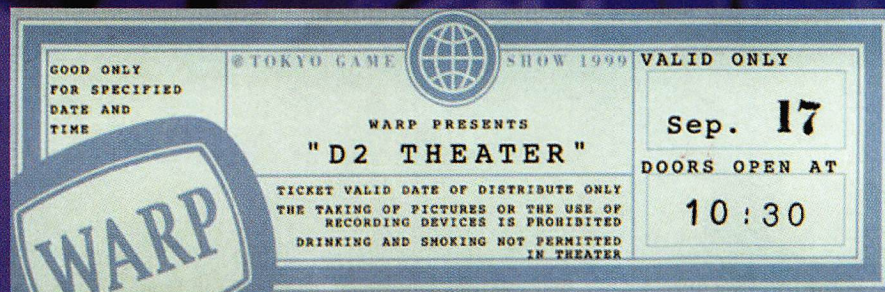 GOOD ONLY
FOR SPECIFIED
DATE AND
TIME
WARP
@TOKYO GAME SHOW 1999
WARP PRESENTS
"D2 THEATER"
TICKET VALID DATE OF DISTRIBUTE ONLY
THE TAKING OF PICTURES OR THE USE OF
RECORDING DEVICES IS PROHIBITED
DRINKING AND SMOKING NOT PERMITTED
IN THEATER
VALID ONLY
Sep. 17
DOORS OPEN AT
10:30